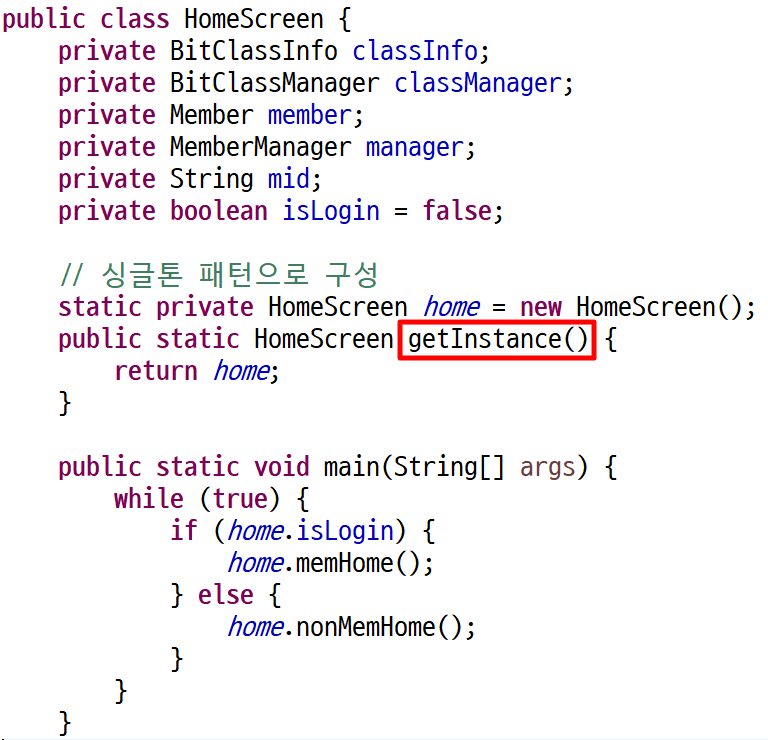 public class HomeScreen {
    private BitClassInfo classInfo;
    private BitClassManager classManager;
    private Member member;
    private MemberManager manager;
    private String mid;
    private boolean isLogin = false;

    // 싱글톤 패턴으로 구성
    static private HomeScreen home = new HomeScreen();
    public static HomeScreen getInstance() {
        return home;
    }

    public static void main(String[] args) {
        while (true) {
            if (home.isLogin) {
                home.memHome();
            } else {
                home.nonMemHome();
            }
        }
    }